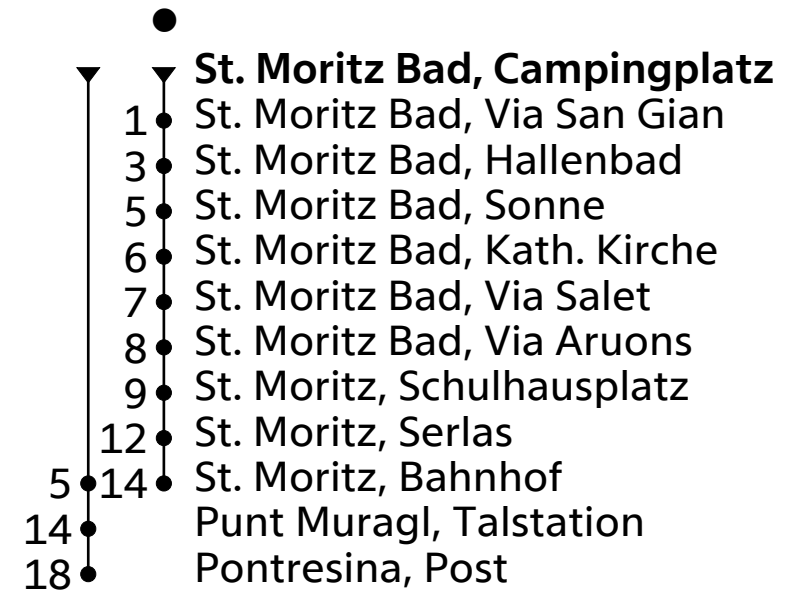 St. Moritz Bad, Campingplatz
1 St. Moritz Bad, Via San Gian
3 St. Moritz Bad, Hallenbad
5 St. Moritz Bad, Sonne
6 St. Moritz Bad, Kath. Kirche
7 St. Moritz Bad, Via Salet
8 St. Moritz Bad, Via Aruons
9 St. Moritz, Schulhausplatz
12 St. Moritz, Serlas
5 14 St. Moritz, Bahnhof
14 Punt Muragl, Talstation
18 Pontresina, Post